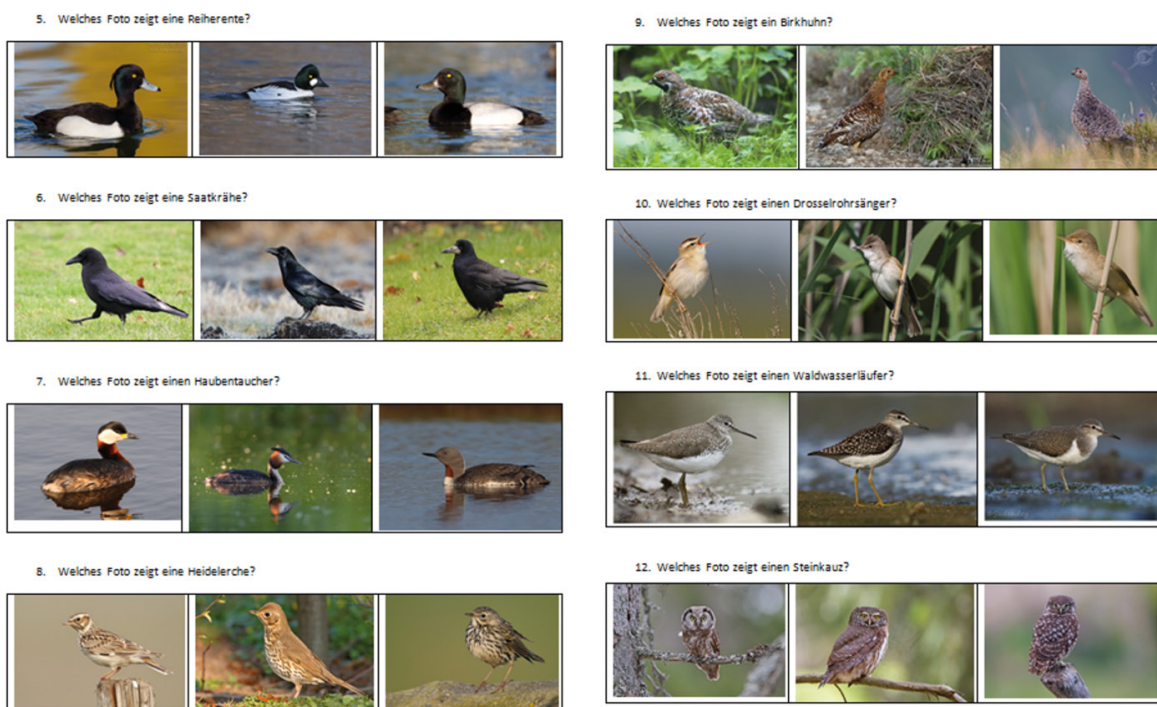 5. Welches Foto zeigt eine Reiherente?
6. Welches Foto zeigt eine Saatkrähe?
7. Welches Foto zeigt einen Haubentaucher?
8. Welches Foto zeigt eine Heidelerche?
9. Welches Foto zeigt ein Birkhuhn?
10. Welches Foto zeigt einen Drosselrohrsänger?
11. Welches Foto zeigt einen Waldwasserläufer?
12. Welches Foto zeigt einen Steinkauz?